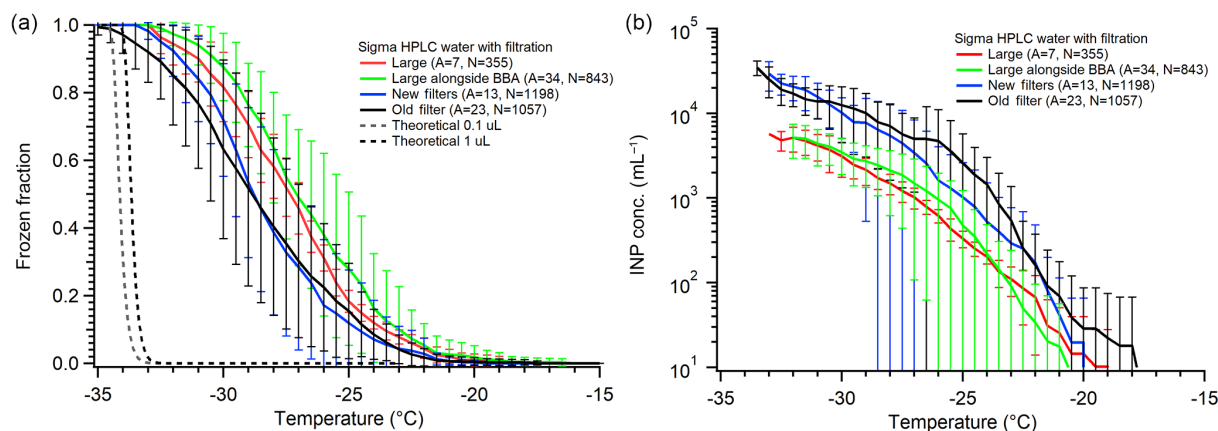 (a)
1.0
0.8
0.6
0.4
0.2
0.0
Frozen fraction
Sigma HPLC water with filtration
Large (A=7, N=355)
Large alongside BBA (A=34, N=843)
New filters (A=13, N=1198)
Old filter (A=23, N=1057)
Theoretical 0.1 uL
Theoretical 1 uL
-35 -30 -25 -20 -15
Temperature (°C)
(b)
10⁵
10⁴
10³
10²
10¹
INP conc. (mL⁻¹)
Sigma HPLC water with filtration
Large (A=7, N=355)
Large alongside BBA (A=34, N=843)
New filters (A=13, N=1198)
Old filter (A=23, N=1057)
-35 -30 -25 -20 -15
Temperature (°C)